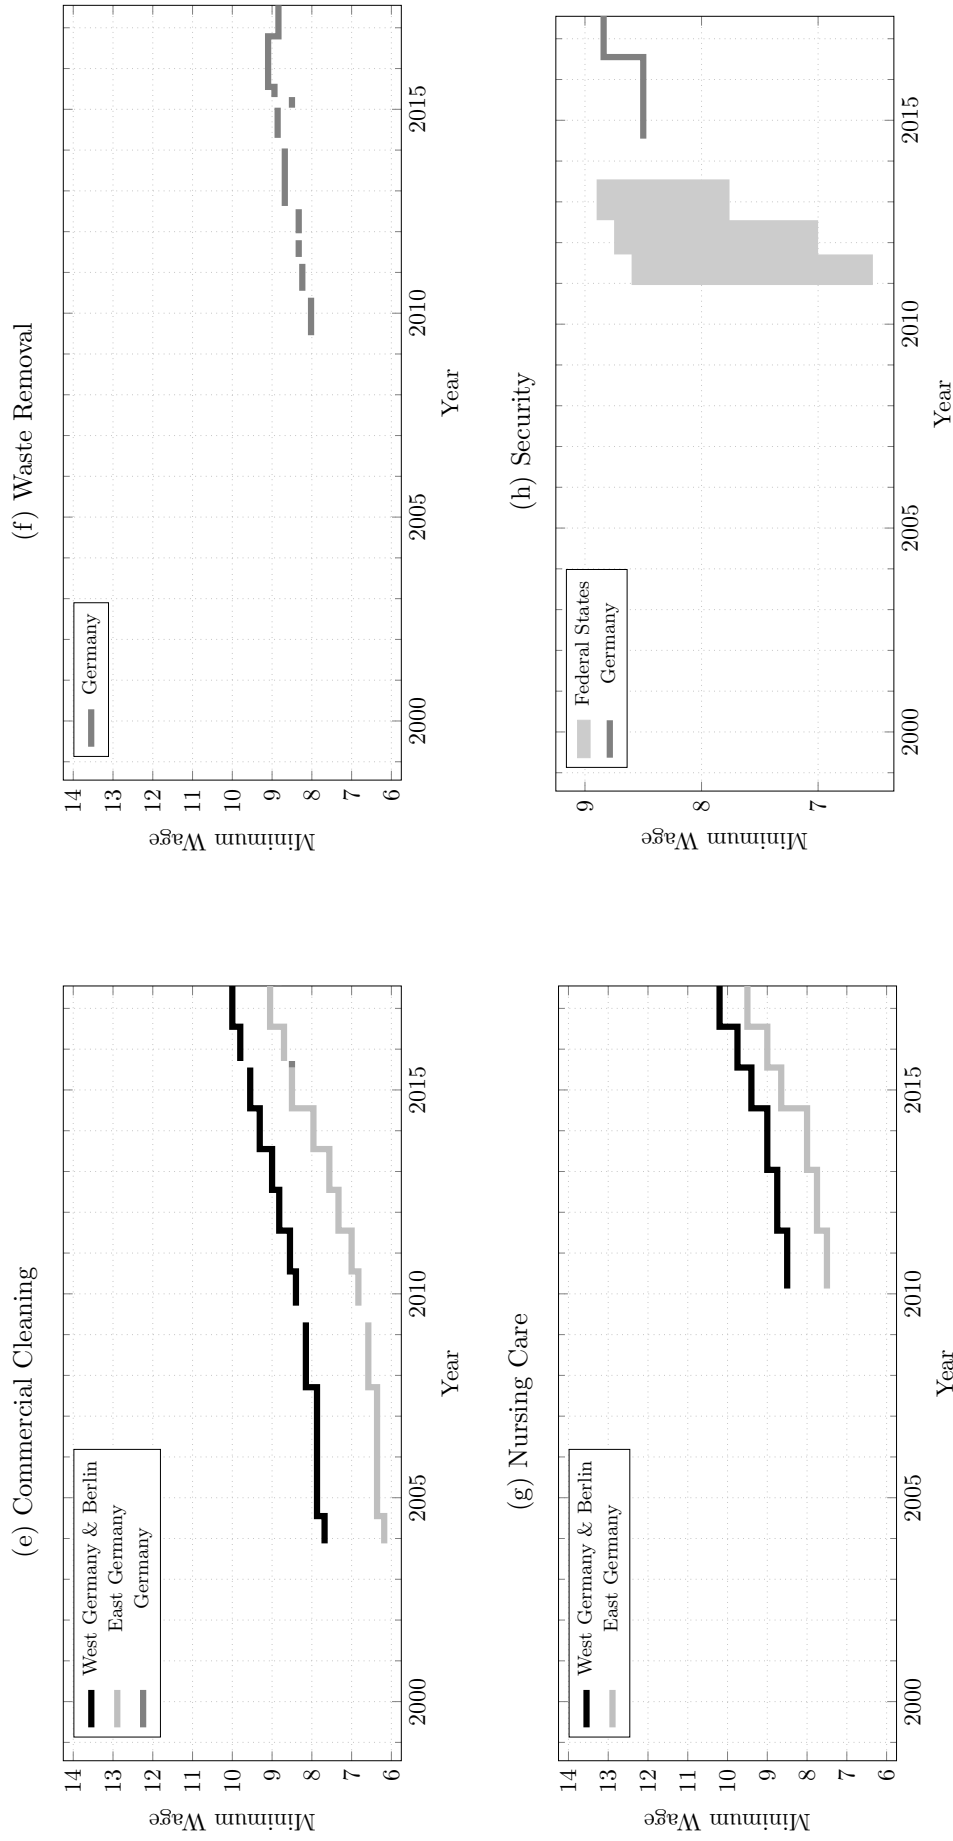 (e) Commercial Cleaning
West Germany & Berlin
East Germany
Germany
14
13
12
11
10
9
8
7
6
Minimum Wage
2000
2005
2010
2015
Year
(f) Waste Removal
Germany
14
13
12
11
10
9
8
7
6
Minimum Wage
2000
2005
2010
2015
Year
(g) Nursing Care
West Germany & Berlin
East Germany
14
13
12
11
10
9
8
7
6
Minimum Wage
2000
2005
2010
2015
Year
(h) Security
Federal States
Germany
9
8
7
Minimum Wage
2000
2005
2010
2015
Year